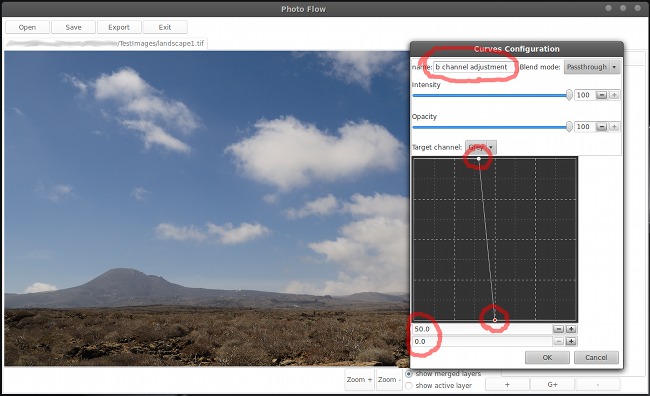 Photo Flow
Open Save Export Exit
/TestImages/landscape1.tif
Curves Configuration
name: b channel adjustment Blend mode: Passthrough
Intensity
100
Opacity
100
Target channel: Grey
50.0
0.0
OK Cancel
Zoom + Zoom -
show merged layers
show active layer
+ G+ -